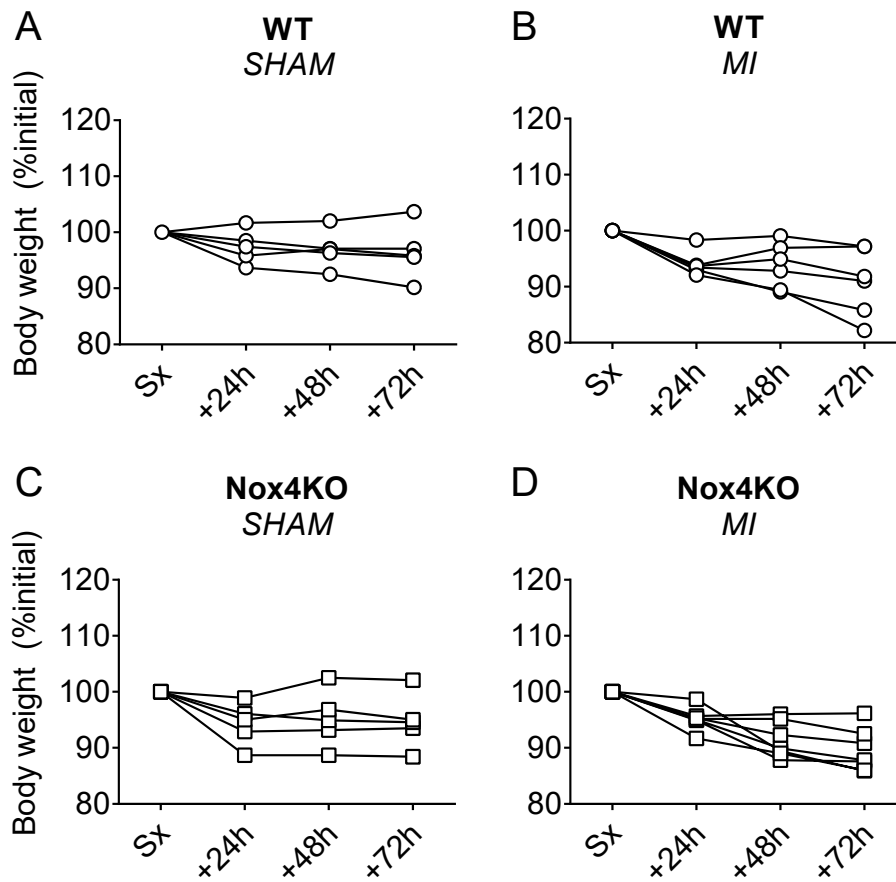 A
WT
SHAM
Body weight (%initial)
120
110
100
90
80
Sx
+24h
+48h
+72h
B
WT
MI
120
110
100
90
80
Sx
+24h
+48h
+72h
C
Nox4KO
SHAM
Body weight (%initial)
120
110
100
90
80
Sx
+24h
+48h
+72h
D
Nox4KO
MI
120
110
100
90
80
Sx
+24h
+48h
+72h